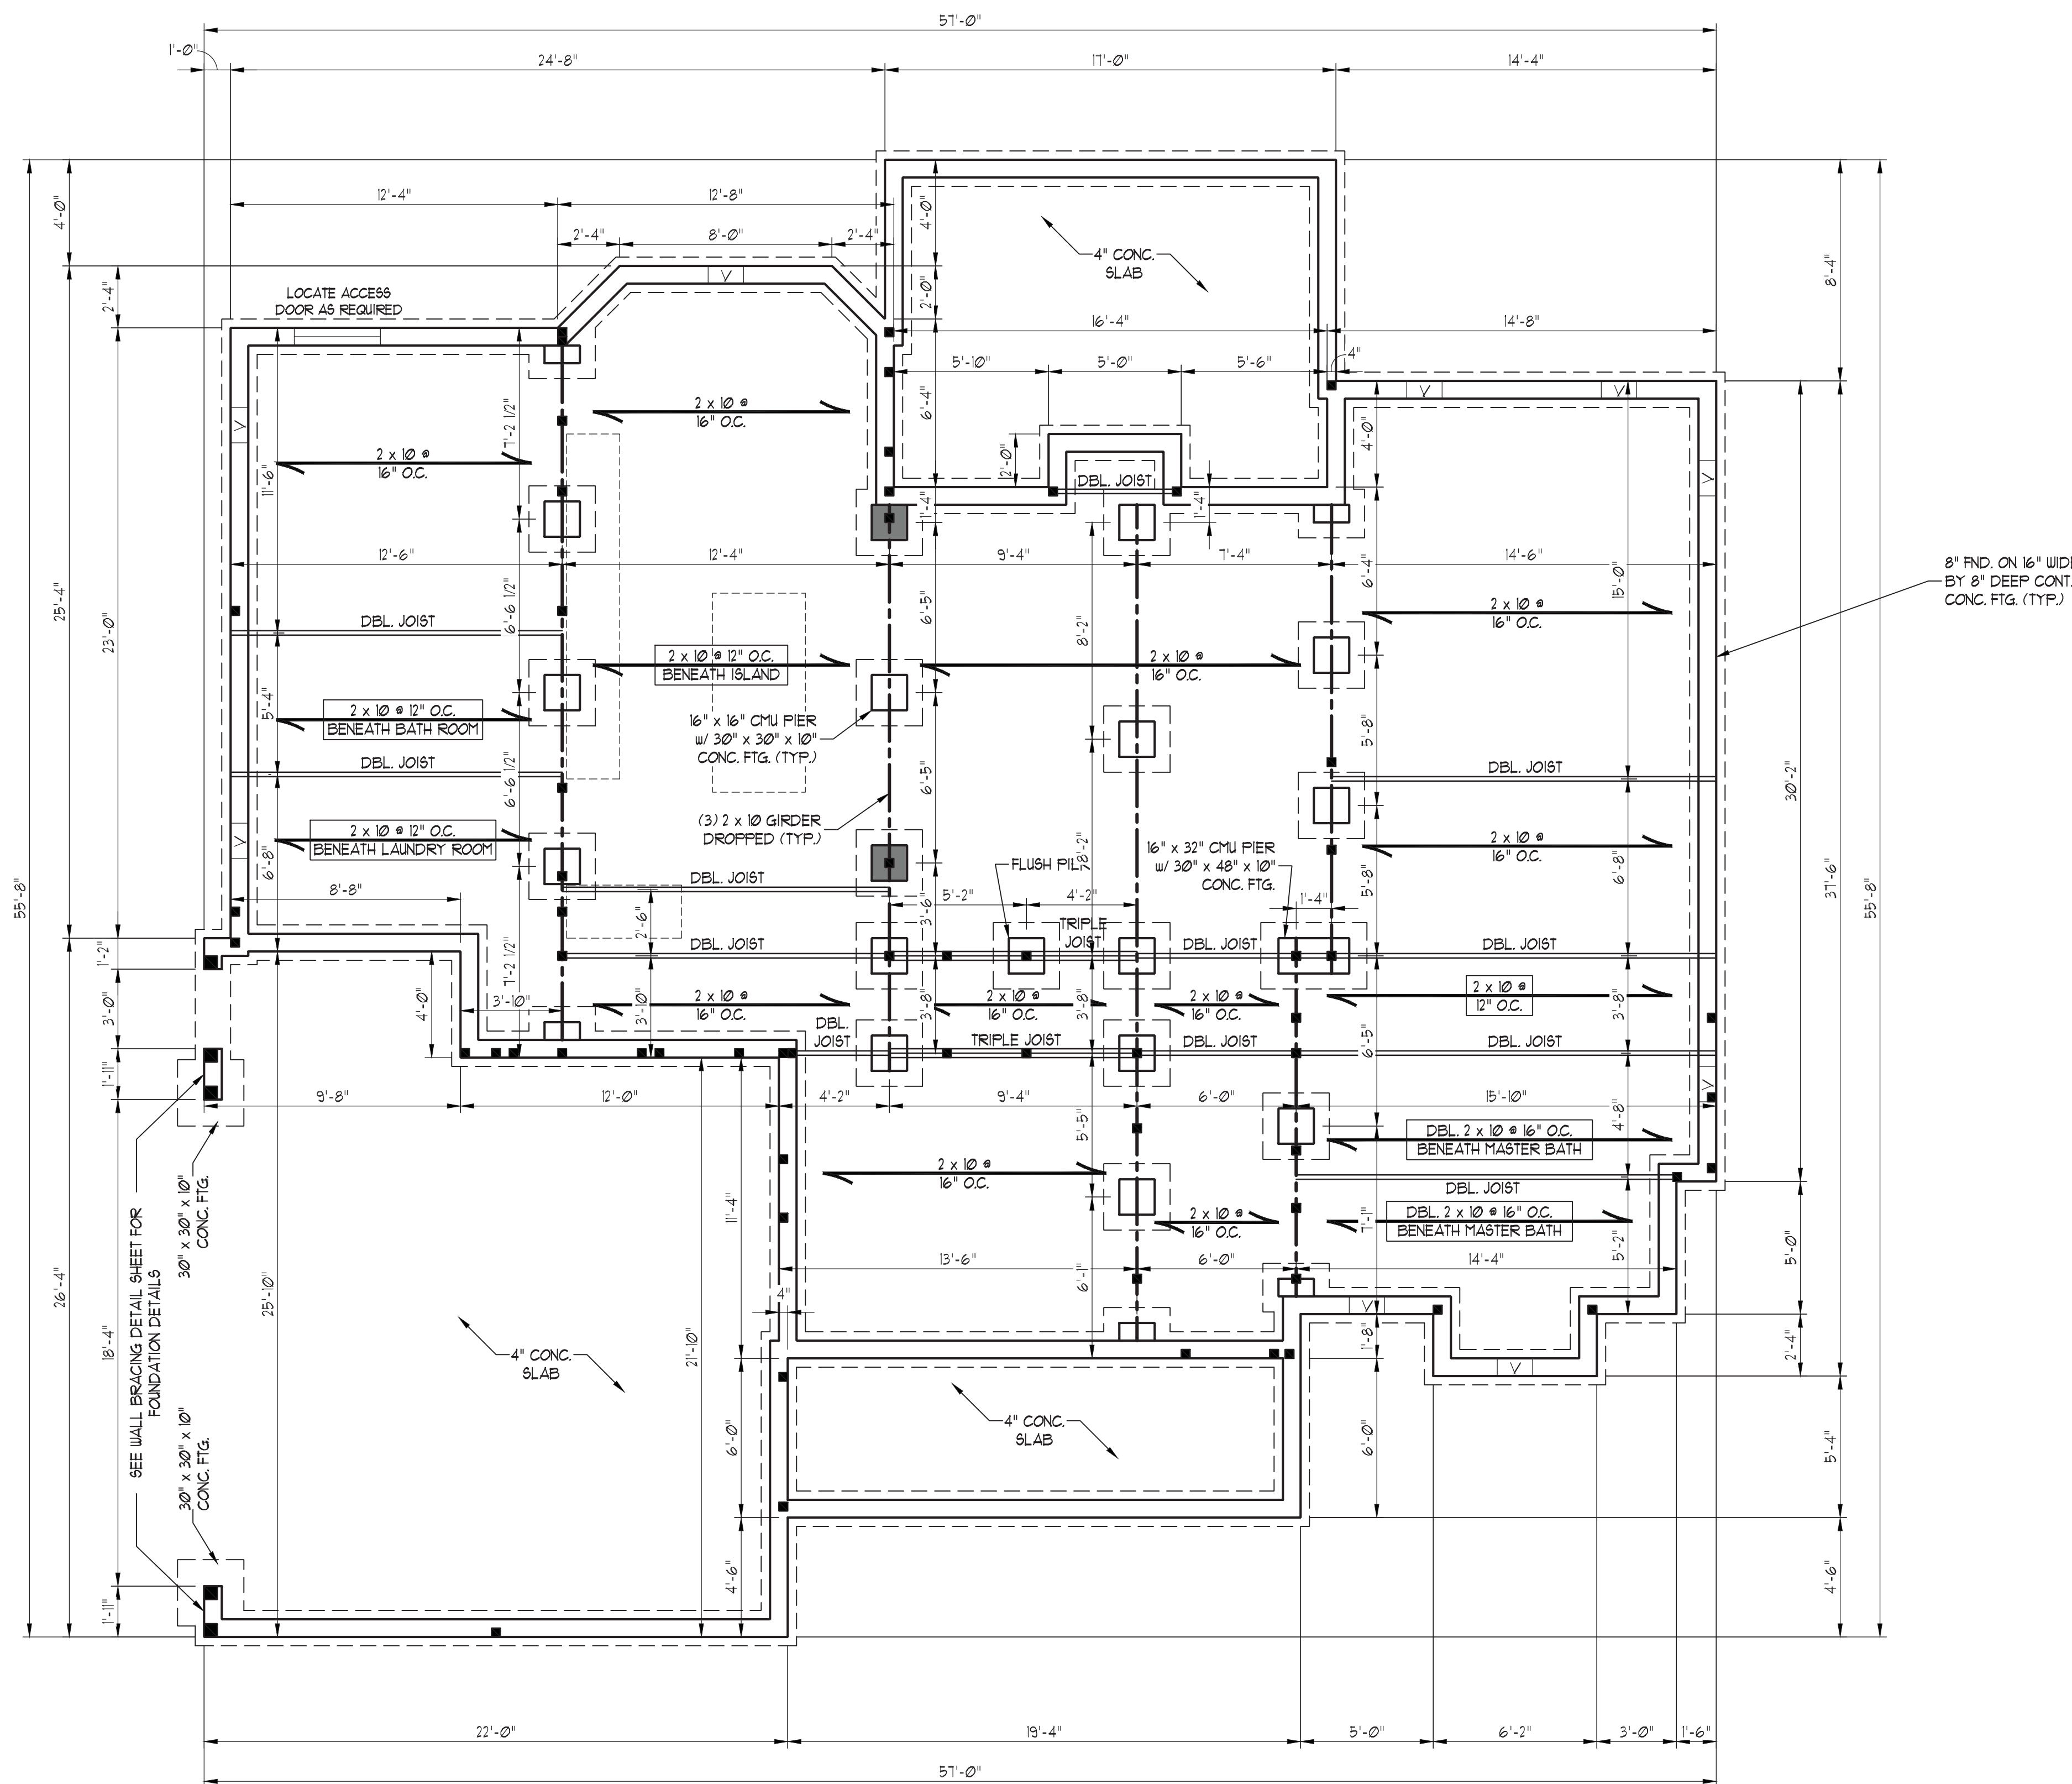 57'-0"
1'-0"
24'-8"
17'-0"
14'-4"
4'-0"
12'-4"
12'-8"
4'-0"
8'-4"
2'-4"
8'-0"
2'-4"
4" CONC.
SLAB
2'-4"
LOCATE ACCESS
DOOR AS REQUIRED
V
2'-0"
16'-4"
14'-8"
5'-10"
5'-0"
5'-6"
4"
V
V
2 x 10 @
16" O.C.
7'-2 1/2"
6'-4"
4'-0"
V
2 x 10 @
16" O.C.
11'-6"
2'-0"
DBL. JOIST
V
1'-4"
1'-4"
12'-6"
12'-4"
9'-4"
7'-4"
14'-6"
8" FND. ON 16" WIDE
BY 8" DEEP CONT.
CONC. FTG. (TYP.)
25'-4"
23'-0"
6'-6 1/2"
6'-5"
8'-2"
6'-4"
15'-0"
2 x 10 @
16" O.C.
DBL. JOIST
2 x 10 @ 12" O.C.
BENEATH ISLAND
2 x 10 @
16" O.C.
5'-4"
2 x 10 @ 12" O.C.
BENEATH BATH ROOM
16" x 16" CMU PIER
w/ 30" x 30" x 10"
CONC. FTG. (TYP.)
5'-8"
30'-2"
DBL. JOIST
6'-6 1/2"
6'-5"
DBL. JOIST
(3) 2 x 10 GIRDER
DROPPED (TYP.)
V
2 x 10 @ 12" O.C.
BENEATH LAUNDRY ROOM
2 x 10 @
16" O.C.
6'-8"
FLUSH PIL.
8'-2"
16" x 32" CMU PIER
w/ 30" x 48" x 10"
CONC. FTG.
5'-8"
6'-8"
37'-6"
55'-8"
55'-8"
8'-8"
DBL. JOIST
5'-2"
4'-2"
1'-4"
2'-6"
3'-6"
TRIPLE
JOIST
1'-2"
DBL. JOIST
DBL. JOIST
DBL. JOIST
7'-2 1/2"
3'-0"
4'-0"
3'-10"
3'-10"
2 x 10 @
16" O.C.
3'-8"
2 x 10 @
16" O.C.
3'-8"
2 x 10 @
16" O.C.
2 x 10 @
12" O.C.
3'-8"
6'-5"
DBL.
JOIST
TRIPLE JOIST
DBL. JOIST
DBL. JOIST
1'-11"
V
9'-8"
12'-0"
4'-2"
9'-4"
6'-0"
15'-10"
5'-5"
4'-8"
DBL. 2 x 10 @ 16" O.C.
BENEATH MASTER BATH
30" x 30" x 10"
CONC. FTG.
11'-4"
2 x 10 @
16" O.C.
DBL. JOIST
2 x 10 @
16" O.C.
7'-1"
DBL. 2 x 10 @ 16" O.C.
BENEATH MASTER BATH
5'-2"
5'-0"
26'-4"
25'-10"
13'-6"
6'-0"
14'-4"
6'-1"
4"
V
SEE WALL BRACING DETAIL SHEET FOR
FOUNDATION DETAILS
18'-4"
4" CONC.
SLAB
21'-10"
1'-8"
2'-4"
V
30" x 30" x 10"
CONC. FTG.
4" CONC.
SLAB
6'-0"
6'-0"
5'-4"
1'-11"
4'-6"
4'-6"
22'-0"
19'-4"
5'-0"
6'-2"
3'-0"
1'-6"
57'-0"